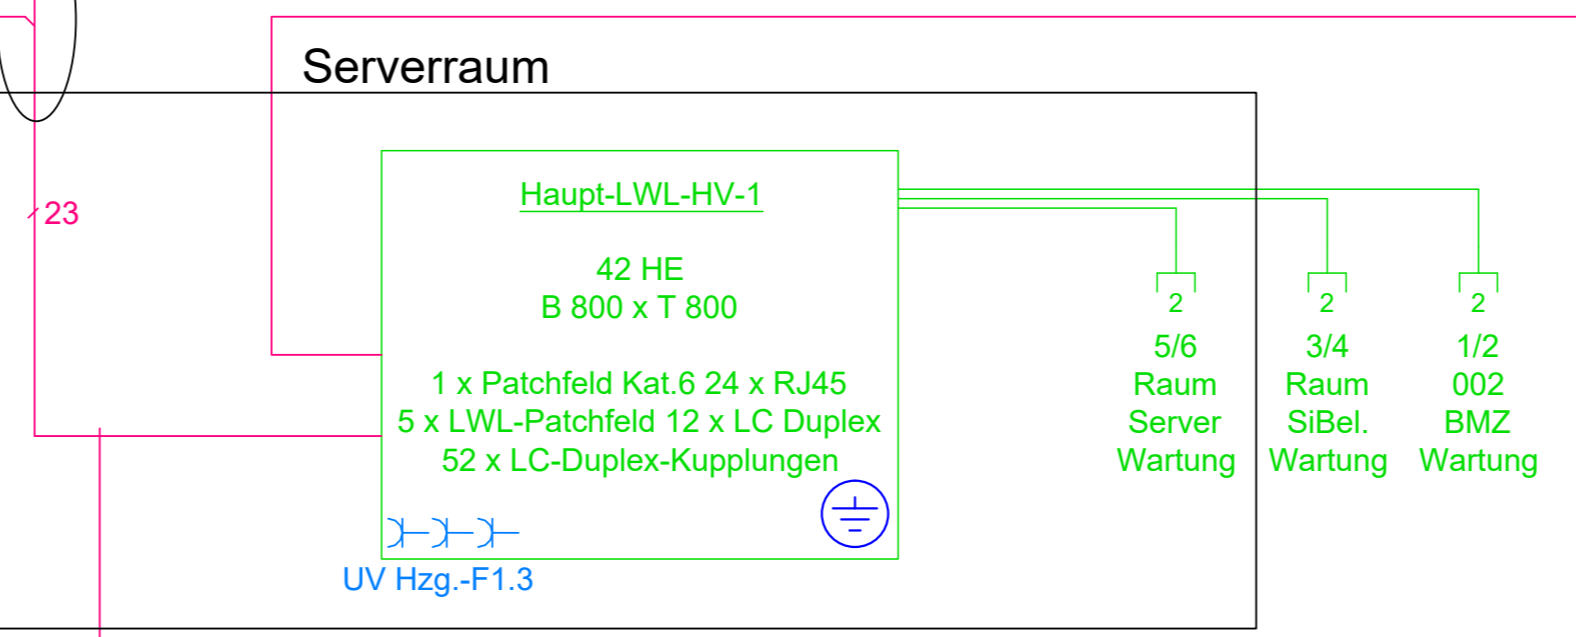 Serverraum
23
Haupt-LWL-HV-1
42 HE
B 800 x T 800
1 x Patchfeld Kat.6 24 x RJ45
5 x LWL-Patchfeld 12 x LC Duplex
52 x LC-Duplex-Kupplungen
UV Hzg.-F1.3
2
5/6
Raum
Server
Wartung
2
3/4
Raum
SiBel.
Wartung
2
1/2
002
BMZ
Wartung